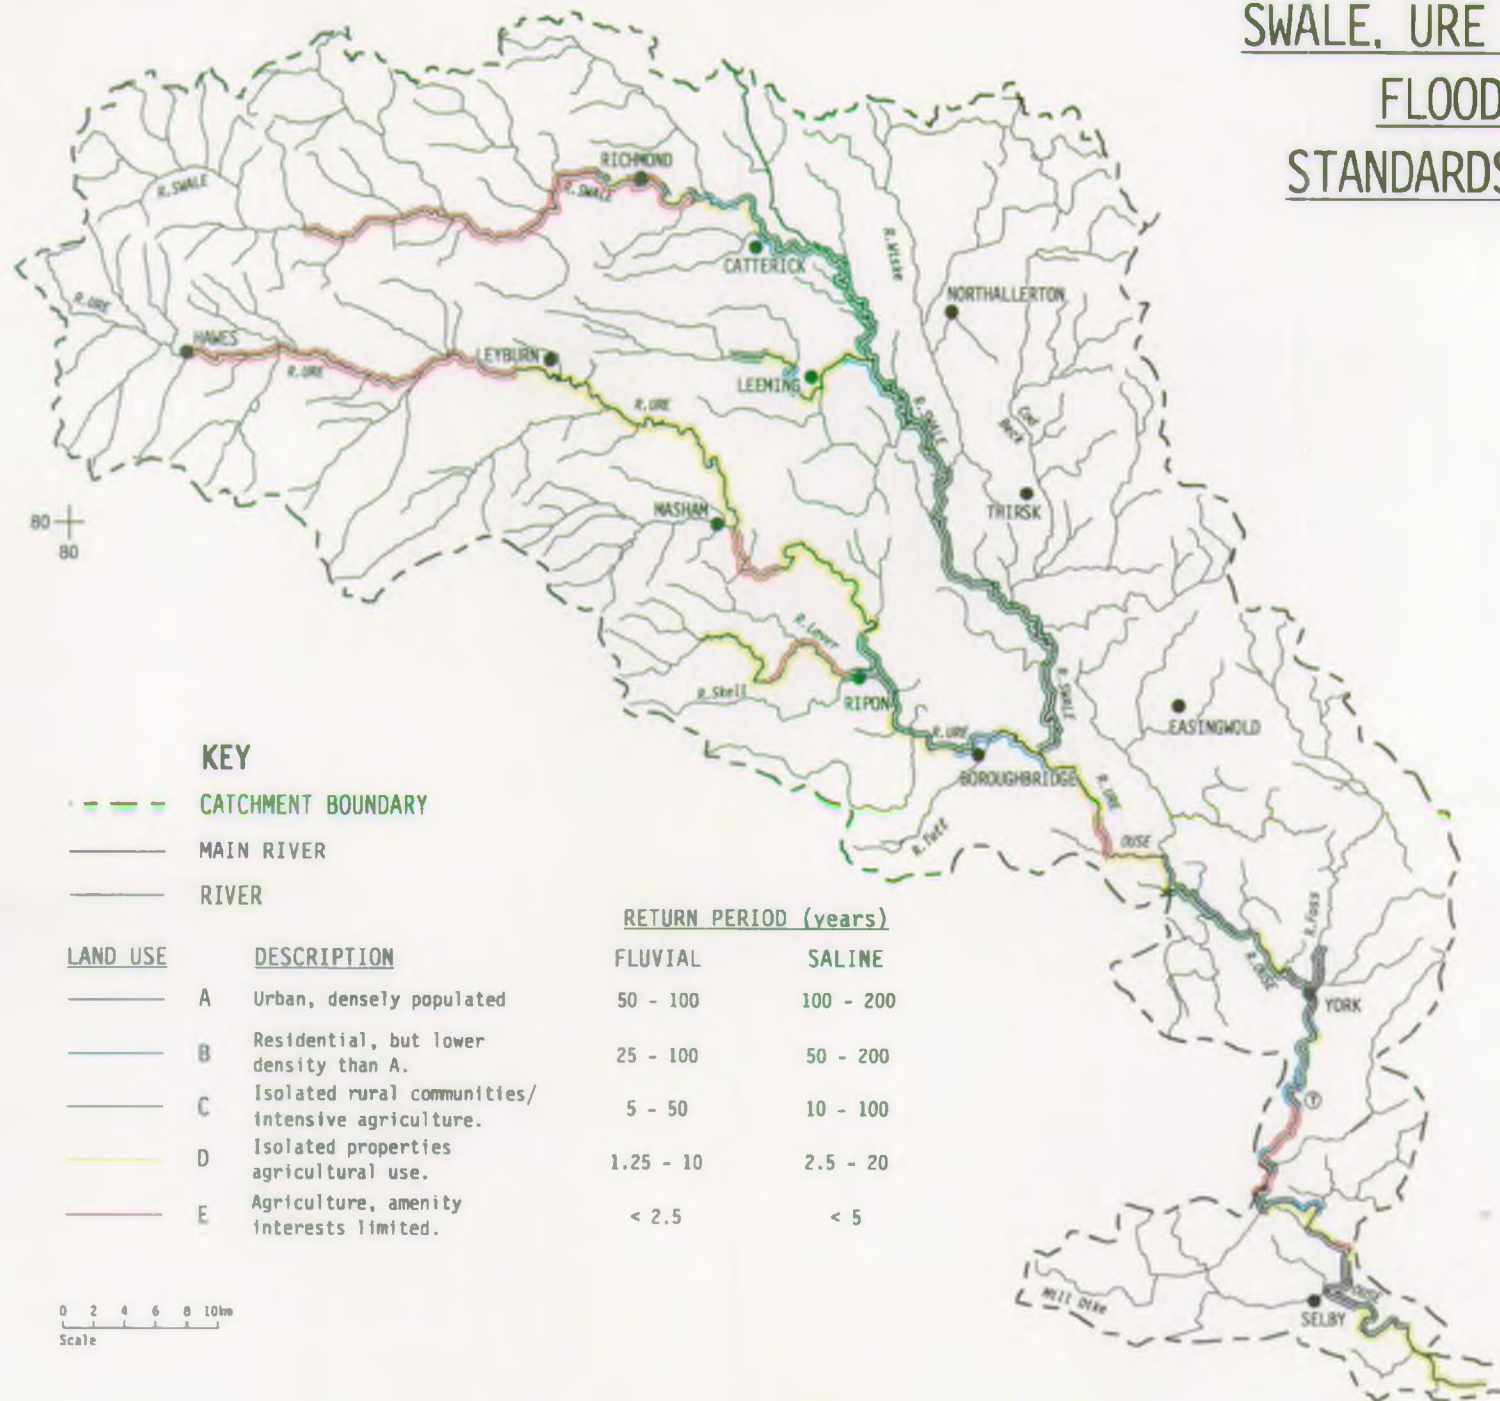 SWALE, URE
FLOOD
STANDARDS
RICHMOND
R.SWALE
R.SWALE
CATTERICK
R.Wiske
NORTHALLERTON
R.URE
HAWES
R.URE
LEYBURN
LEEMING
R.URE
R.SWALE
Cod
Beck
THIRSK
MASHAM
80
80
R.Laver
R.Skell
RIPON
R.SWALE
EASINGWOLD
R.URE
BOROUGHBRIDGE
R.URE
R.Tutt
OUSE
R.Foss
R.OUSE
YORK
T
Mill Dike
OUSE
SELBY
KEY
CATCHMENT BOUNDARY
MAIN RIVER
RIVER
RETURN PERIOD (years)
LAND USE DESCRIPTION FLUVIAL SALINE
A Urban, densely populated 50 - 100 100 - 200
B Residential, but lower
density than A. 25 - 100 50 - 200
C Isolated rural communities/
intensive agriculture. 5 - 50 10 - 100
D Isolated properties
agricultural use. 1.25 - 10 2.5 - 20
E Agriculture, amenity
interests limited. < 2.5 < 5
0 2 4 6 8 10km
Scale